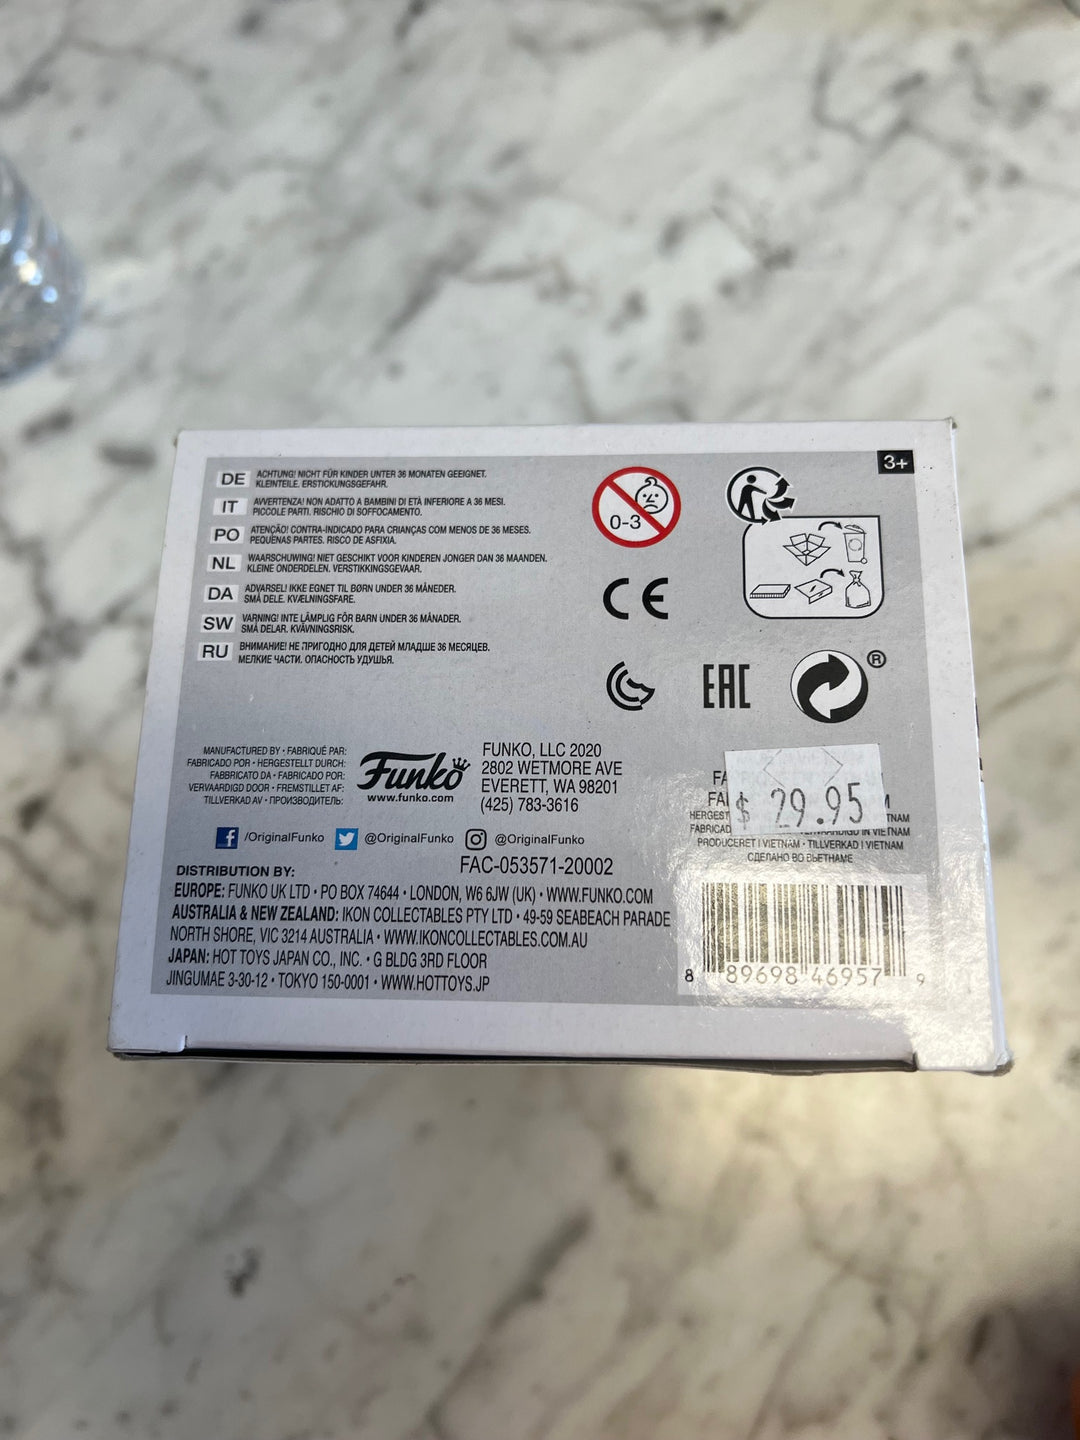 3+
DE ACHTUNG! NICHT FÜR KINDER UNTER 36 MONATEN GEEIGNET.
KLEINTEILE. ERSTICKUNGSGEFAHR.
IT AVVERTENZA! NON ADATTO A BAMBINI DI ETÀ INFERIORE A 36 MESI.
PICCOLE PARTI. RISCHIO DI SOFFOCAMENTO.
PO ATENÇÃO! CONTRA-INDICADO PARA CRIANÇAS COM MENOS DE 36 MESES.
PEQUENAS PARTES. RISCO DE ASFIXIA.
NL WAARSCHUWING! NIET GESCHIKT VOOR KINDEREN JONGER DAN 36 MAANDEN.
KLEINE ONDERDELEN. VERSTIKKINGSGEVAAR.
DA ADVARSEL! IKKE EGNET TIL BØRN UNDER 36 MÅNEDER.
SMÅ DELE. KVÆLNINGSFARE.
SW VARNING! INTE LÄMPLIG FÖR BARN UNDER 36 MÅNADER.
SMÅ DELAR. KVÄVNINGSRISK.
RU ВНИМАНИЕ! НЕ ПРИГОДНО ДЛЯ ДЕТЕЙ МЛАДШЕ 36 МЕСЯЦЕВ.
МЕЛКИЕ ЧАСТИ. ОПАСНОСТЬ УДУШЬЯ.
0-3
CE
EAC
®
MANUFACTURED BY • FABRIQUÉ PAR:
FABRICADO POR • HERGESTELLT DURCH:
FABBRICATO DA • FABRICADO POR:
VERVAARDIGD DOOR • FREMSTILLET AF:
TILLVERKAD AV • ПРОИЗВОДИТЕЛЬ:
Funko
www.funko.com
FUNKO, LLC 2020
2802 WETMORE AVE
EVERETT, WA 98201
(425) 783-3616
$ 29.95
HERGEST TNAM
FABRICAD VERVAARDIGD IN VIETNAM
PRODUCERET I VIETNAM • TILLVERKAD I VIETNAM
СДЕЛАНО ВО ВЬЕТНАМЕ
f /OriginalFunko @OriginalFunko @OriginalFunko
FAC-053571-20002
DISTRIBUTION BY:
EUROPE: FUNKO UK LTD • PO BOX 74644 • LONDON, W6 6JW (UK) • WWW.FUNKO.COM
AUSTRALIA & NEW ZEALAND: IKON COLLECTABLES PTY LTD • 49-59 SEABEACH PARADE
NORTH SHORE, VIC 3214 AUSTRALIA • WWW.IKONCOLLECTABLES.COM.AU
JAPAN: HOT TOYS JAPAN CO., INC. • G BLDG 3RD FLOOR
JINGUMAE 3-30-12 • TOKYO 150-0001 • WWW.HOTTOYS.JP
8 89698 46957 9